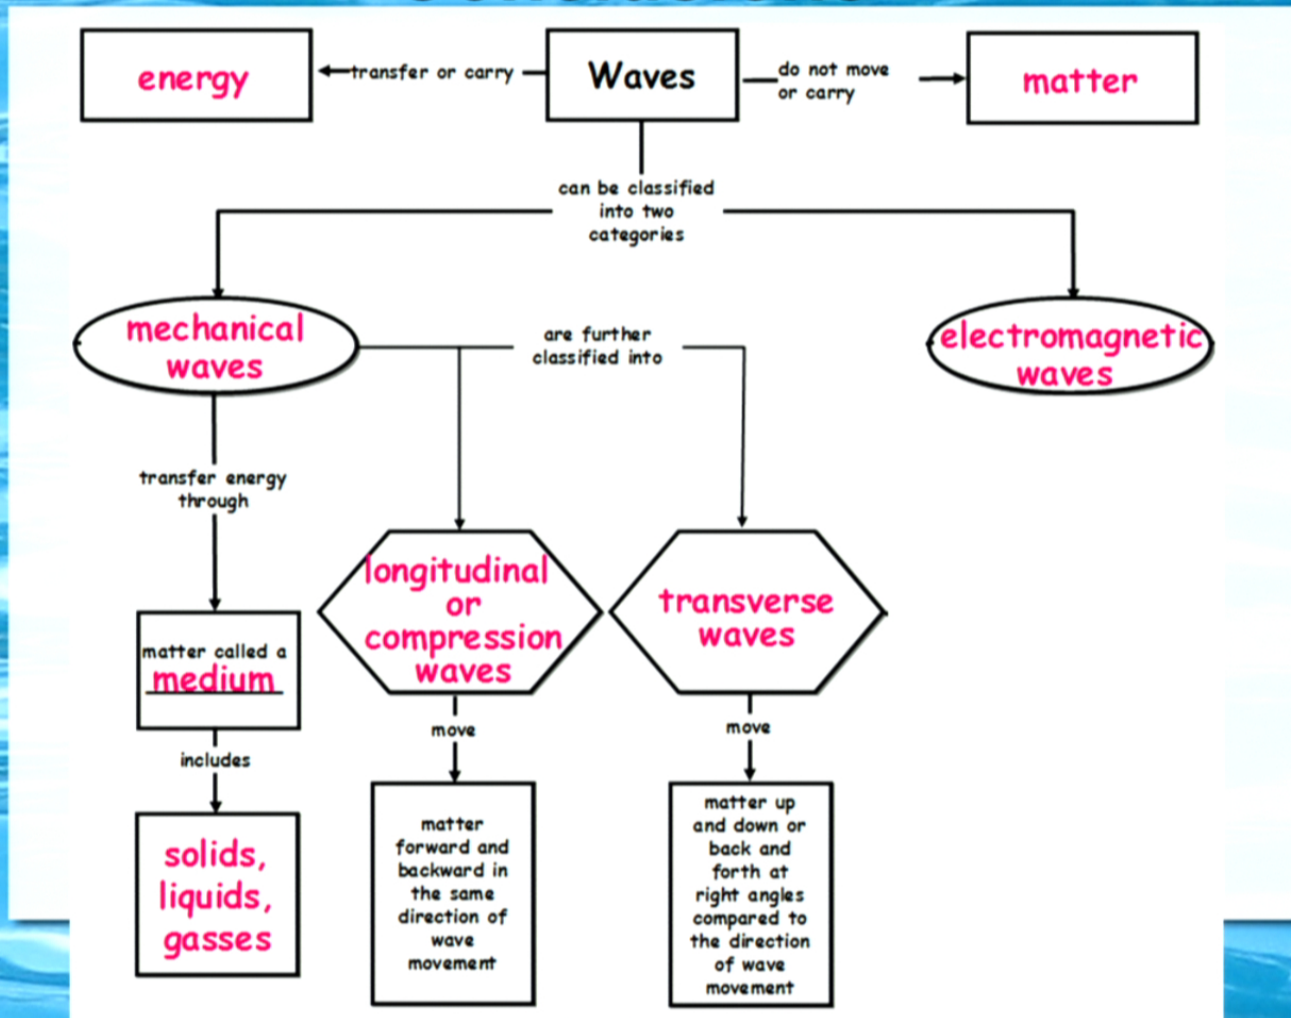 energy
transfer or carry
Waves
do not move
or carry
matter
can be classified
into two
categories
mechanical
waves
are further
classified into
electromagnetic
waves
transfer energy
through
longitudinal
or
compression
waves
transverse
waves
matter called a
medium
move
move
includes
solids,
liquids,
gasses
matter
forward and
backward in
the same
direction of
wave
movement
matter up
and down or
back and
forth at
right angles
compared to
the direction
of wave
movement